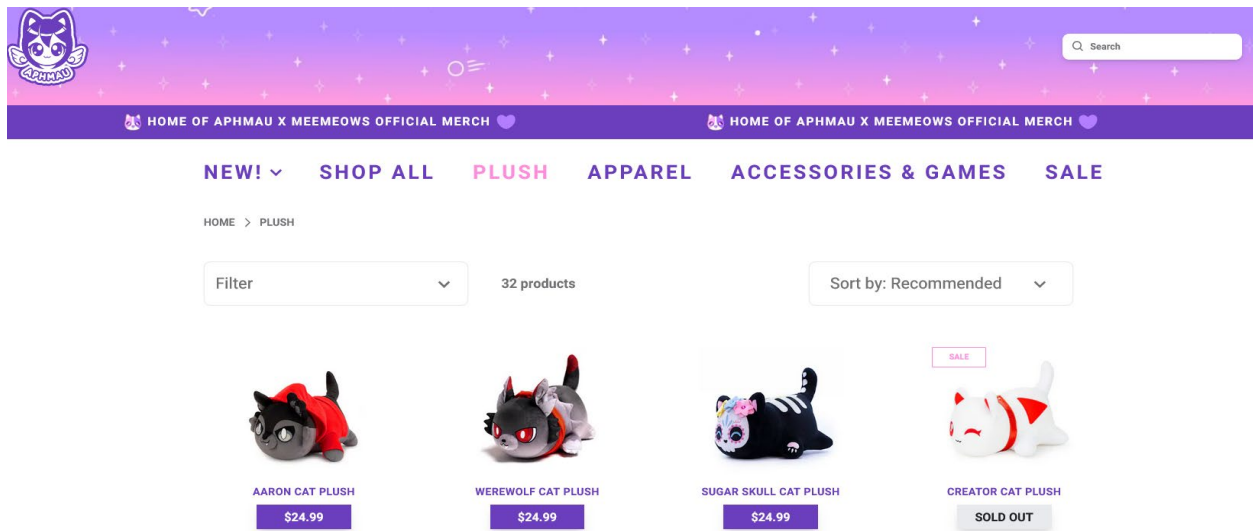 APHMAU
Search
HOME OF APHMAU X MEEMEOWS OFFICIAL MERCH HOME OF APHMAU X MEEMEOWS OFFICIAL MERCH
NEW! SHOP ALL PLUSH APPAREL ACCESSORIES & GAMES SALE
HOME > PLUSH
Filter 32 products Sort by: Recommended
SALE
AARON CAT PLUSH WEREWOLF CAT PLUSH SUGAR SKULL CAT PLUSH CREATOR CAT PLUSH
$24.99 $24.99 $24.99 SOLD OUT